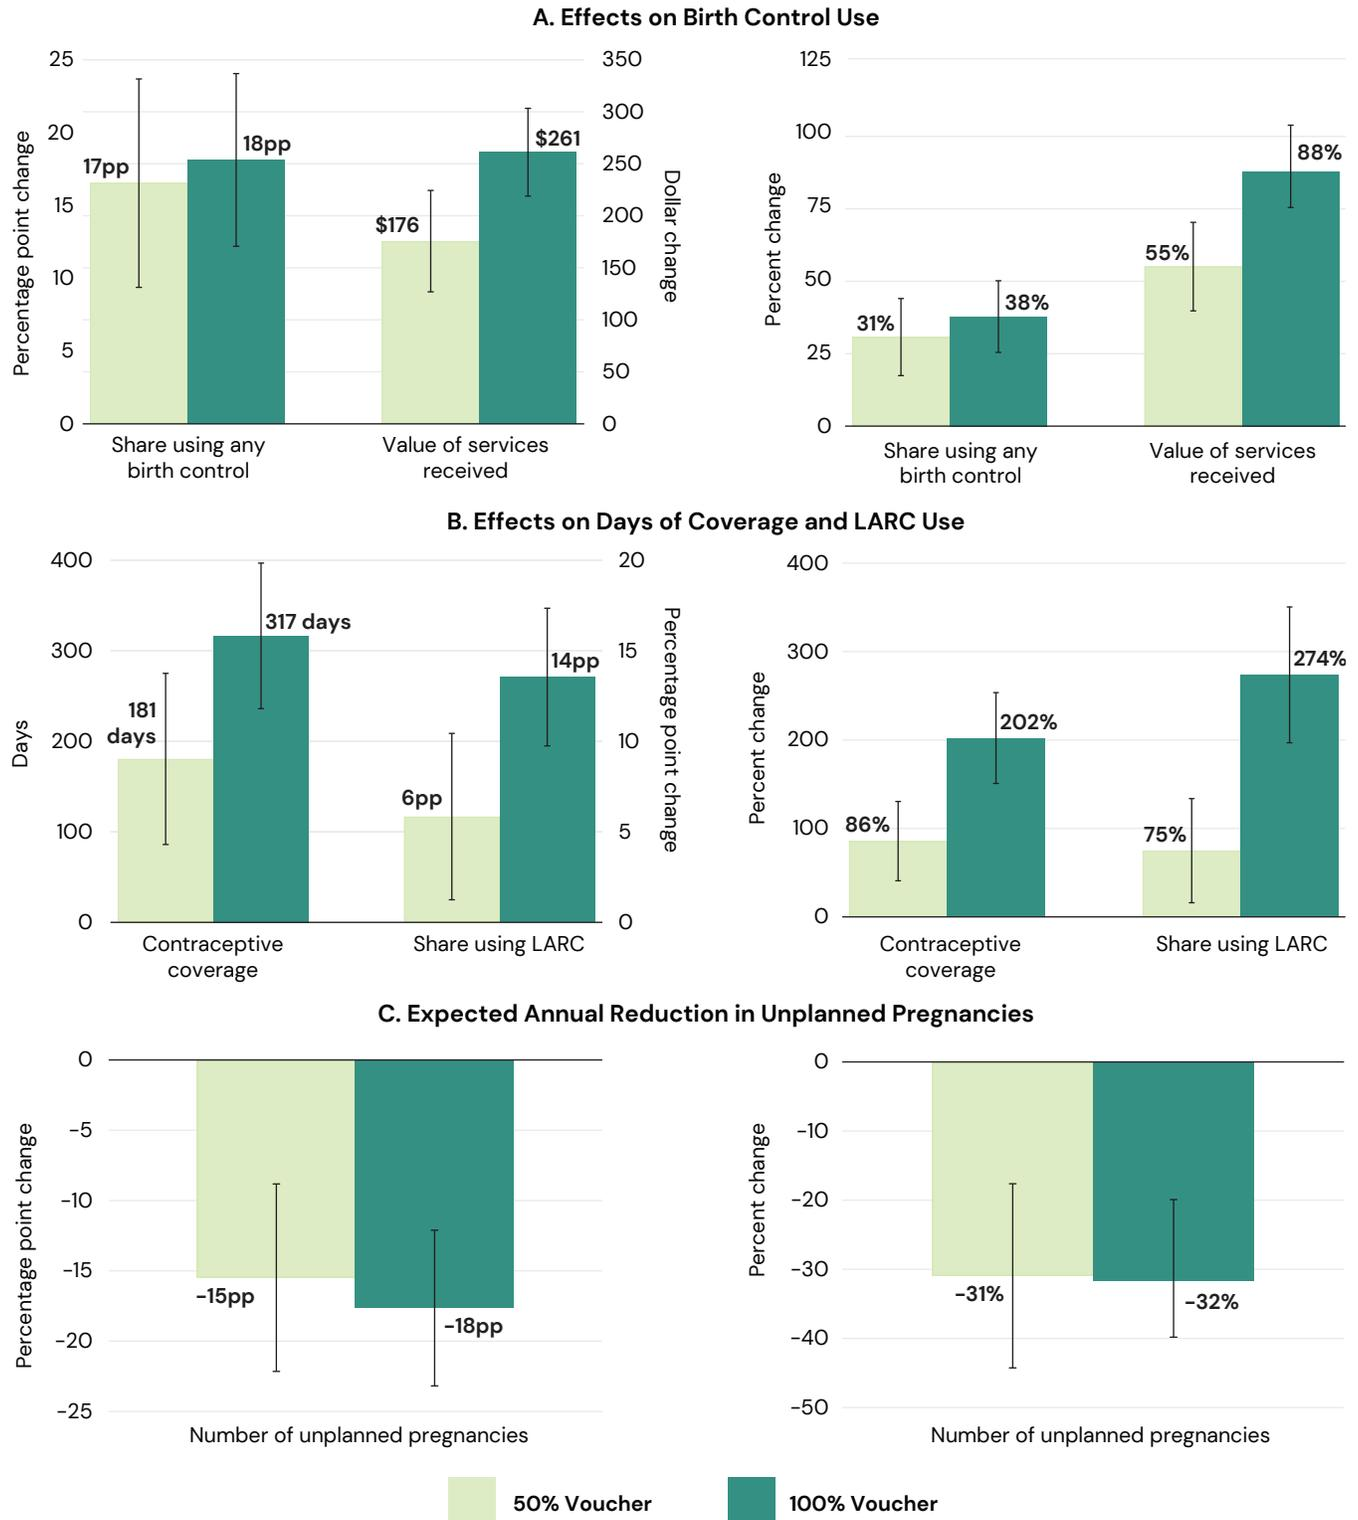 A. Effects on Birth Control Use
25
20
15
10
5
0
Percentage point change
17pp
18pp
$176
$261
350
300
250
200
150
100
50
0
Dollar change
Share using any
birth control
Value of services
received
125
100
75
50
25
0
Percent change
31%
38%
55%
88%
Share using any
birth control
Value of services
received
B. Effects on Days of Coverage and LARC Use
400
300
200
100
0
Days
181
days
317 days
6pp
14pp
20
15
10
5
0
Percentage point change
Contraceptive
coverage
Share using LARC
400
300
200
100
0
Percent change
86%
202%
75%
274%
Contraceptive
coverage
Share using LARC
C. Expected Annual Reduction in Unplanned Pregnancies
0
−5
−10
−15
−20
−25
Percentage point change
−15pp
−18pp
Number of unplanned pregnancies
0
−10
−20
−30
−40
−50
Percent change
−31%
−32%
Number of unplanned pregnancies
50% Voucher
100% Voucher